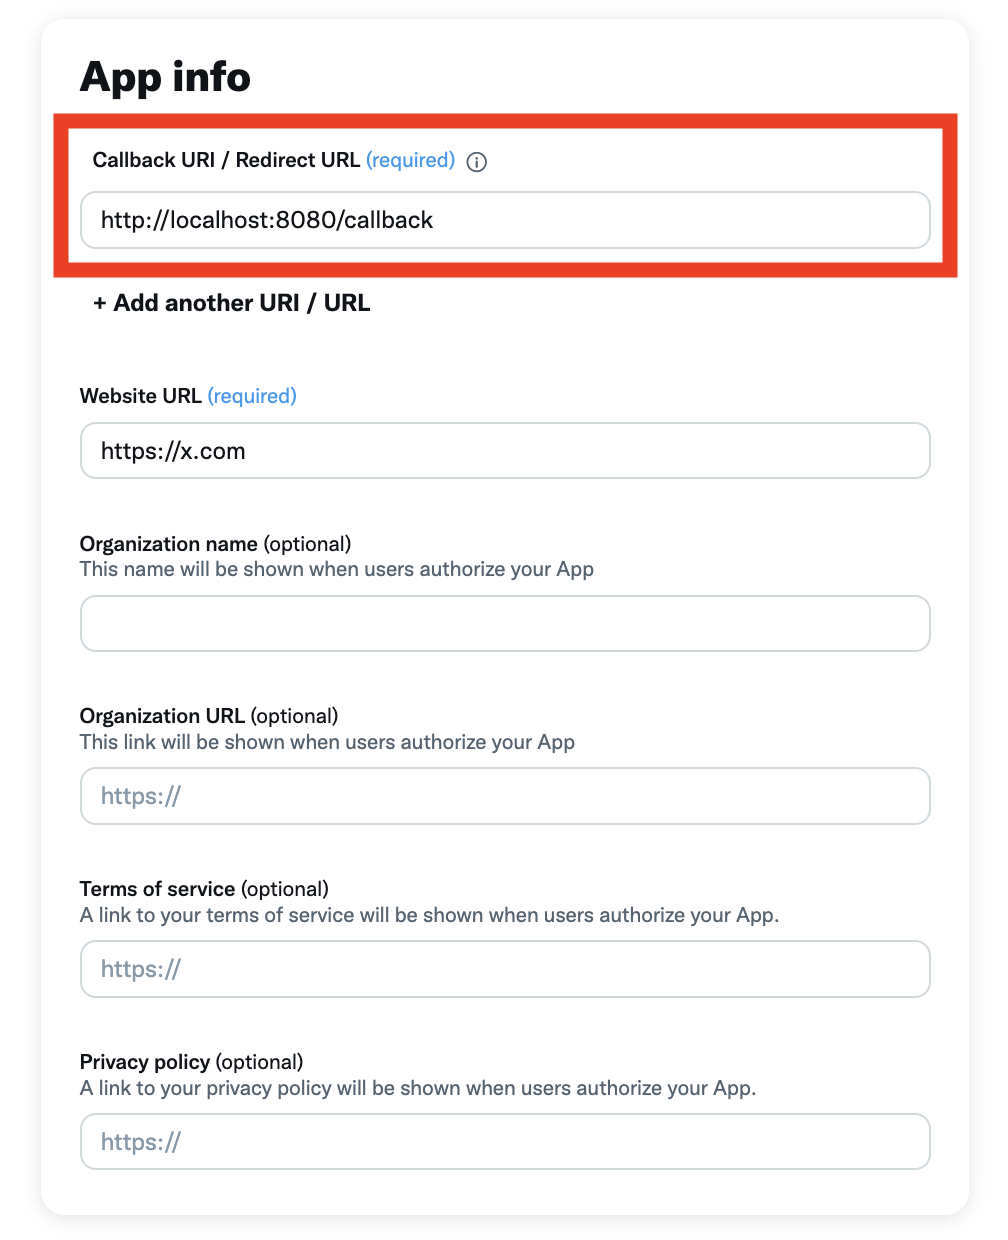 App info
Callback URI / Redirect URL (required)
http://localhost:8080/callback
+ Add another URI / URL
Website URL (required)
https://x.com
Organization name (optional)
This name will be shown when users authorize your App
Organization URL (optional)
This link will be shown when users authorize your App
https://
Terms of service (optional)
A link to your terms of service will be shown when users authorize your App.
https://
Privacy policy (optional)
A link to your privacy policy will be shown when users authorize your App.
https://